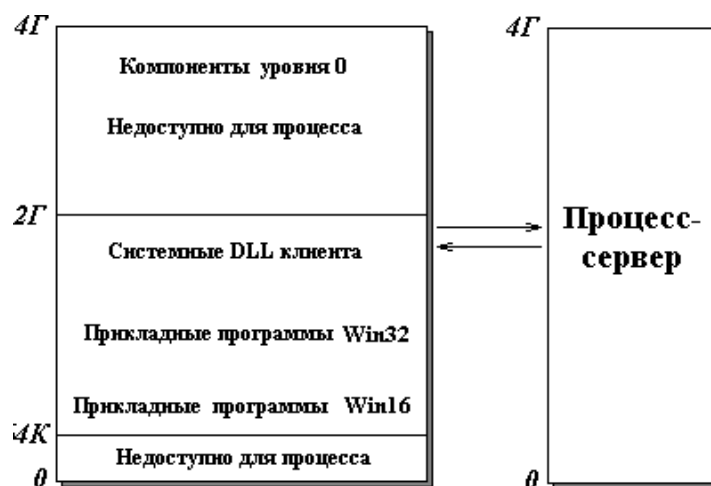 4Г
Компоненты уровня 0
Недоступно для процесса
2Г
Системные DLL клиента
Прикладные программы Win32
Прикладные программы Win16
4К
Недоступно для процесса
0
4Г
Процесс-
сервер
0